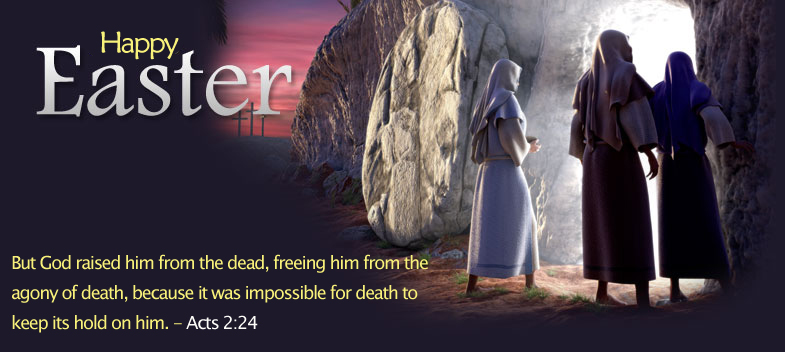 Happy
Easter
But God raised him from the dead, freeing him from the
agony of death, because it was impossible for death to
keep its hold on him. – Acts 2:24